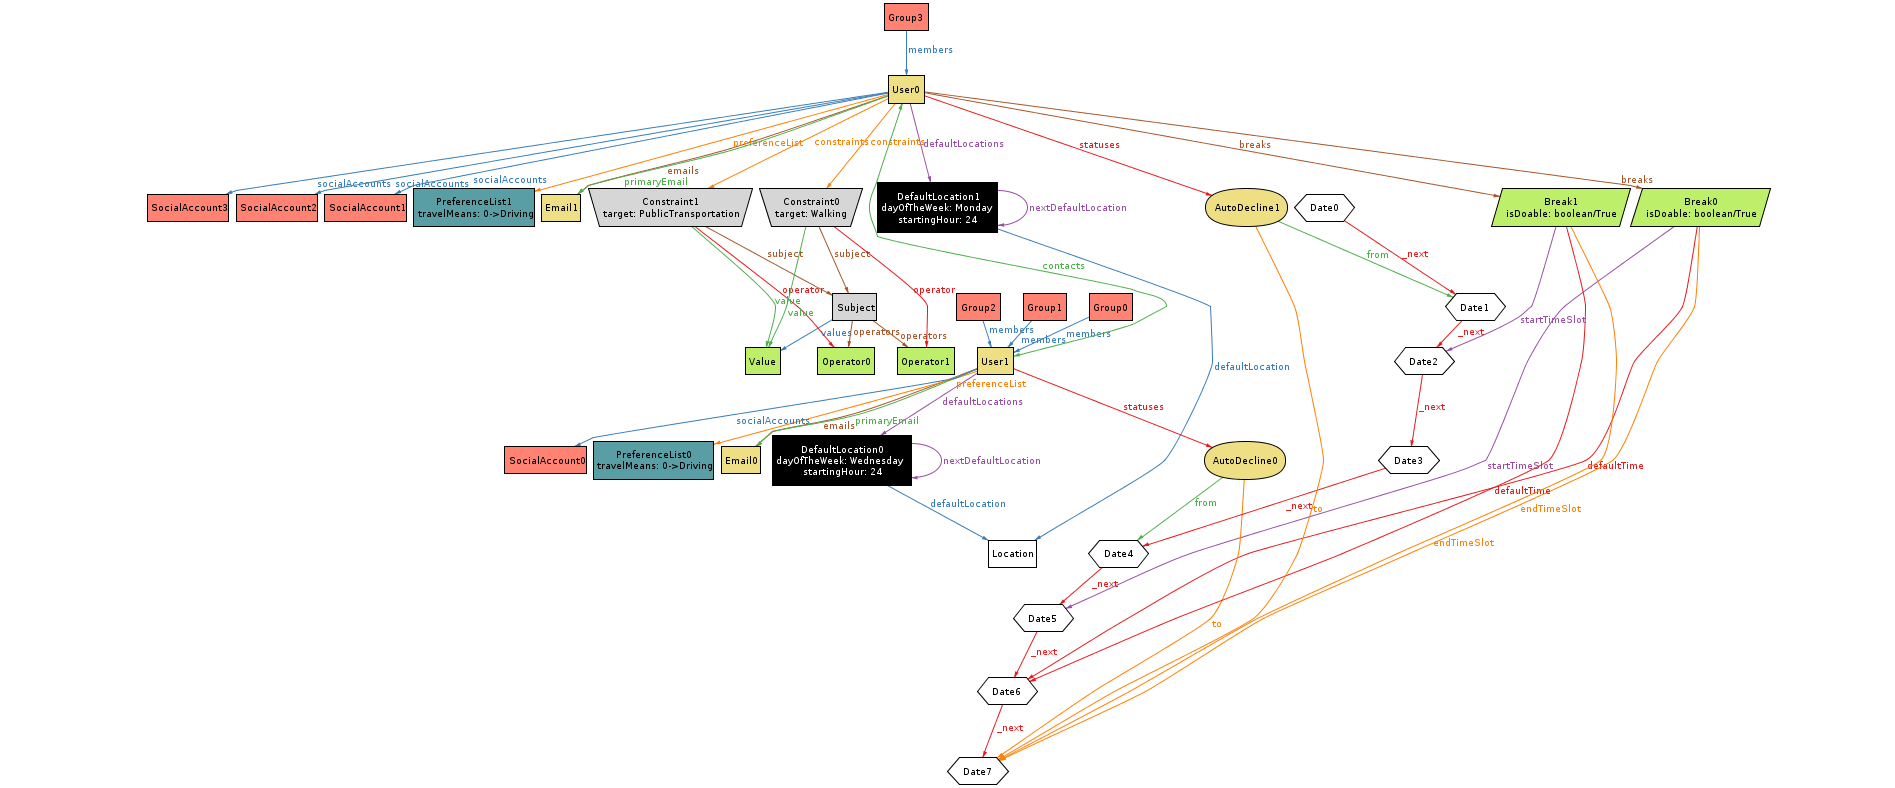 Group3
members
User0
preferenceList
constraints
constraints
defaultLocations
statuses
breaks
breaks
emails
primaryEmail
socialAccounts
socialAccounts
socialAccounts
SocialAccount3
SocialAccount2
SocialAccount1
PreferenceList1
travelMeans: 0->Driving
Email1
Constraint1
target: PublicTransportation
Constraint0
target: Walking
DefaultLocation1
dayOfTheWeek: Monday
startingHour: 24
nextDefaultLocation
AutoDecline1
Date0
Break1
isDoable: boolean/True
Break0
isDoable: boolean/True
subject
subject
contacts
from
_next
operator
operator
value
value
Subject
Group2
Group1
Group0
Date1
startTimeSlot
values
operators
operators
members
members
members
_next
Value
Operator0
Operator1
User1
Date2
defaultLocation
preferenceList
defaultLocations
statuses
_next
socialAccounts
emails
primaryEmail
SocialAccount0
PreferenceList0
travelMeans: 0->Driving
Email0
DefaultLocation0
dayOfTheWeek: Wednesday
startingHour: 24
nextDefaultLocation
AutoDecline0
Date3
startTimeSlot
defaultTime
defaultTime
defaultLocation
from
_next
to
endTimeSlot
endTimeSlot
Location
Date4
_next
Date5
to
_next
Date6
_next
Date7